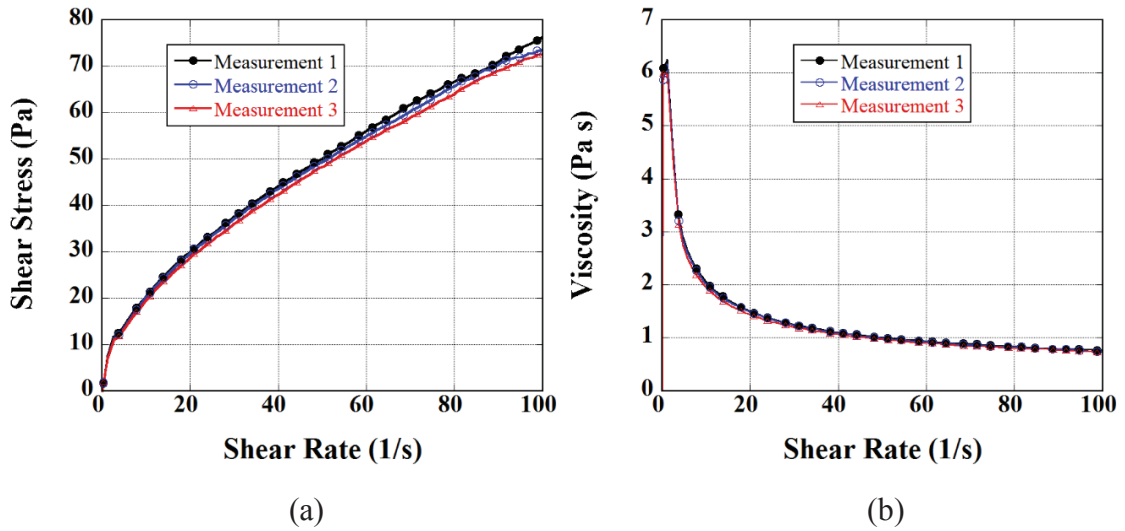 80
70
60
50
40
30
20
10
0
Shear Stress (Pa)
Measurement 1
Measurement 2
Measurement 3
0 20 40 60 80 100
Shear Rate (1/s)
(a)
7
6
5
4
3
2
1
0
Viscosity (Pa s)
Measurement 1
Measurement 2
Measurement 3
0 20 40 60 80 100
Shear Rate (1/s)
(b)